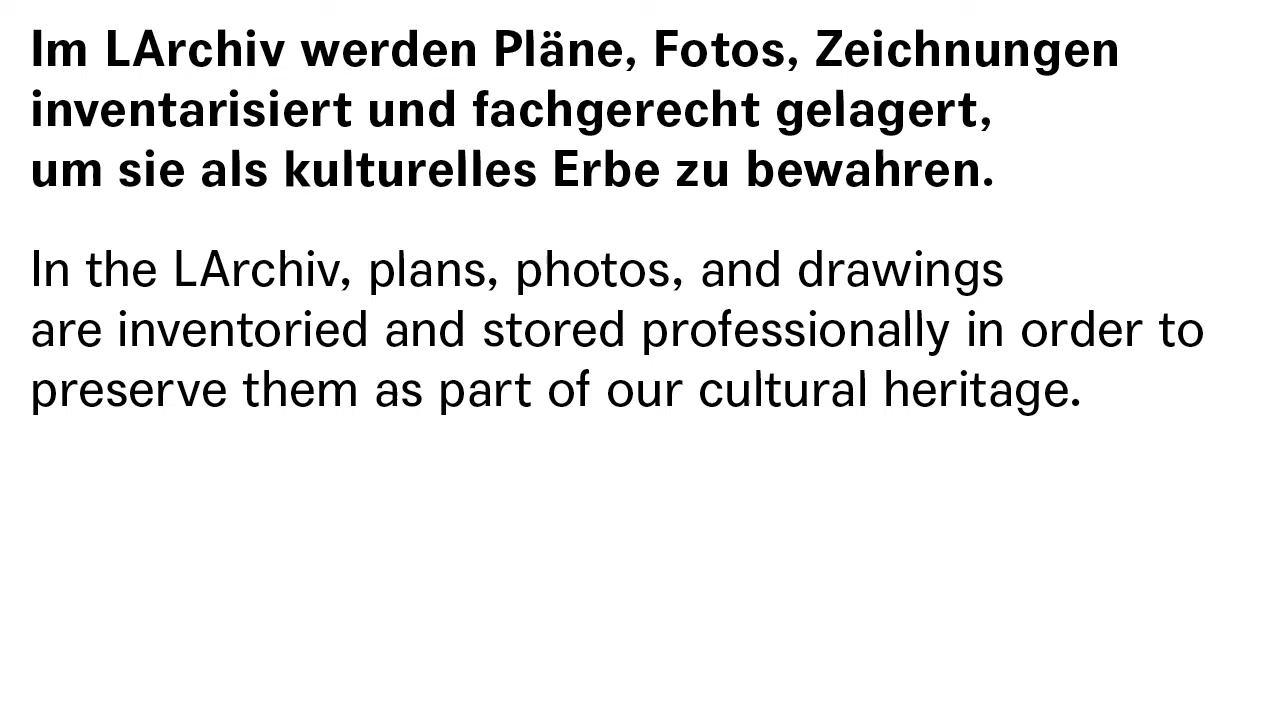 Im LArchiv werden Pläne, Fotos, Zeichnungen
inventarisiert und fachgerecht gelagert,
um sie als kulturelles Erbe zu bewahren.
In the LArchiv, plans, photos, and drawings
are inventoried and stored professionally in order to
preserve them as part of our cultural heritage.